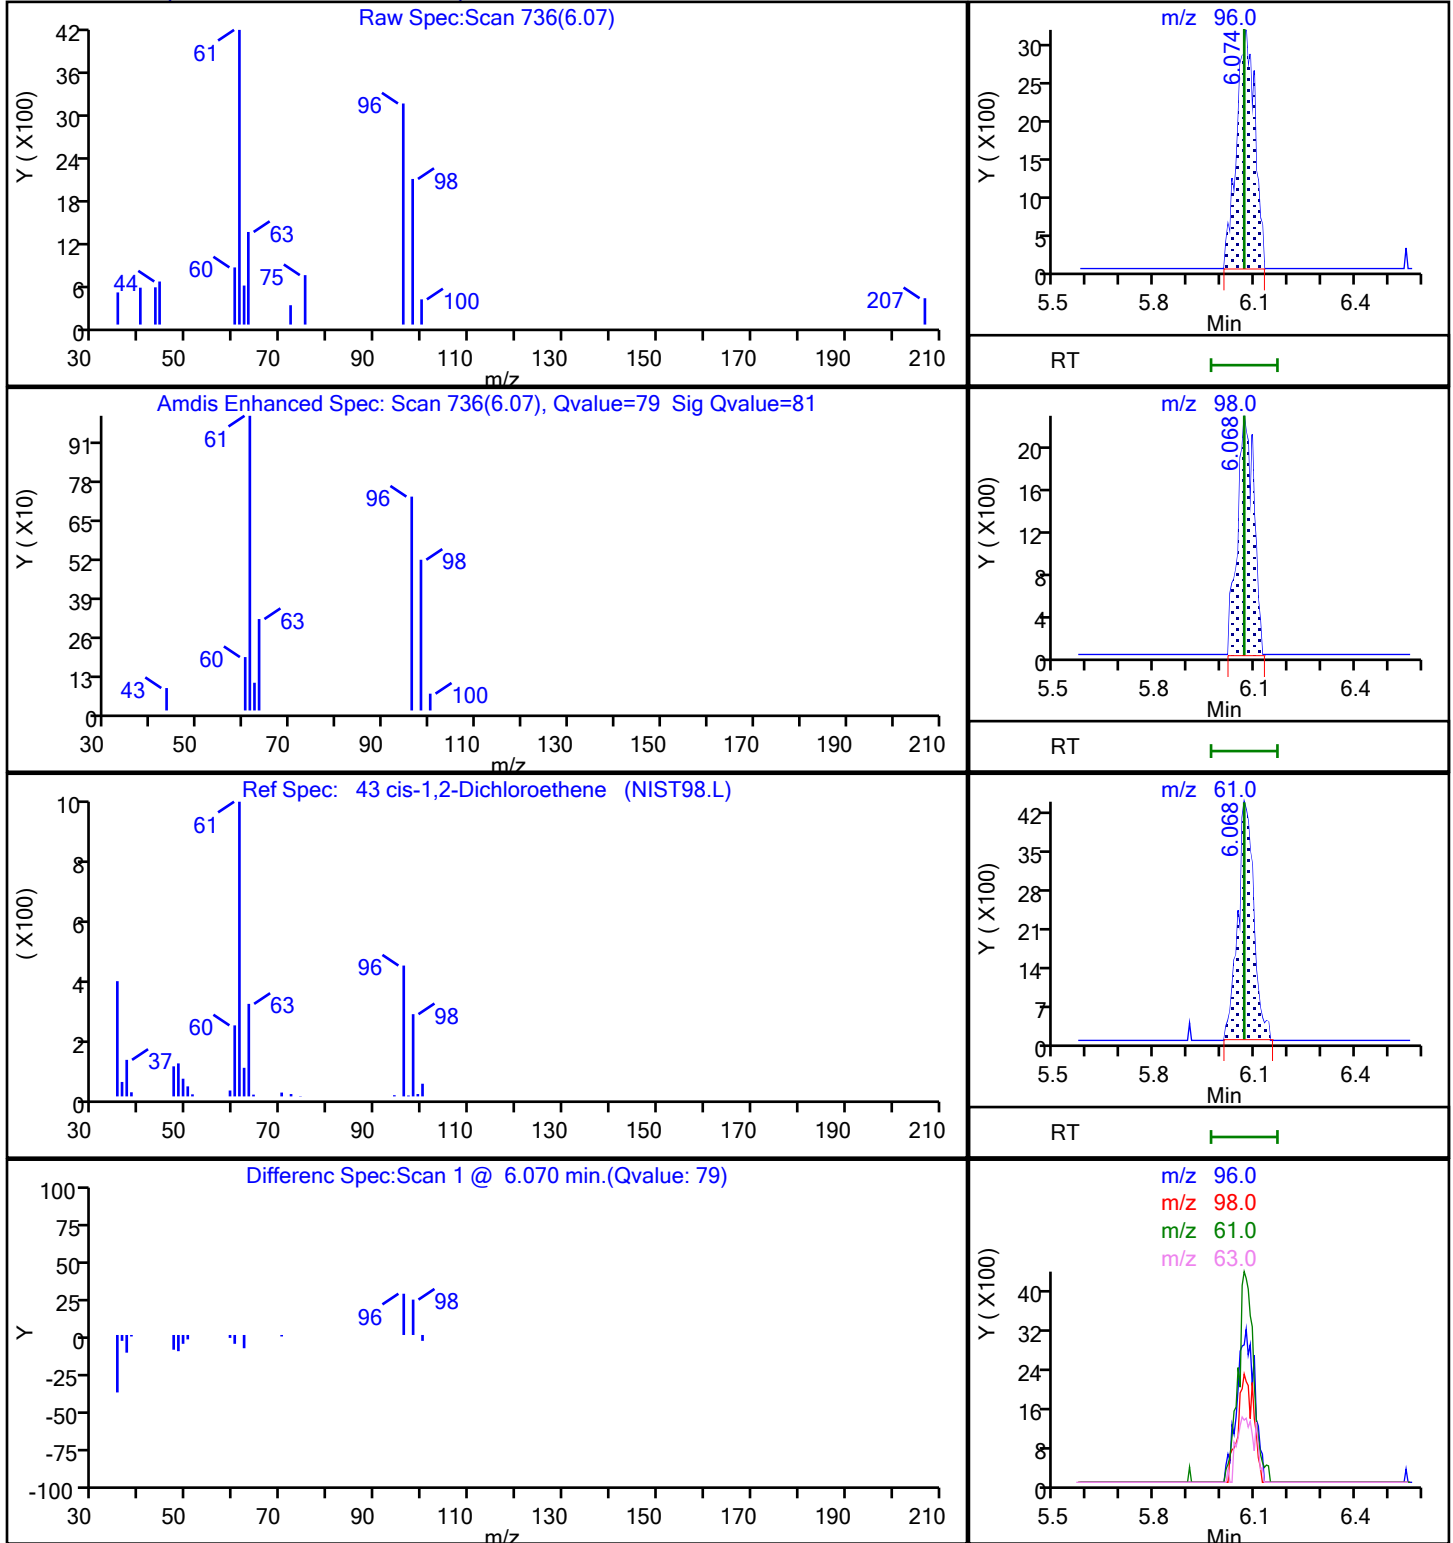 Raw Spec:Scan 736(6.07)
Y ( X100)
42
36
30
24
18
12
6
0
61
96
98
63
60
75
44
100
207
30 50 70 90 110 130 150 170 190 210
m/z
m/z 96.0
Y ( X100)
30
25
20
15
10
5
0
6.074
5.5 5.8 6.1 6.4
Min
RT
Amdis Enhanced Spec: Scan 736(6.07), Qvalue=79 Sig Qvalue=81
Y ( X10)
91
78
65
52
39
26
13
0
61
96
98
63
60
43
100
30 50 70 90 110 130 150 170 190 210
m/z
m/z 98.0
Y ( X100)
20
16
12
8
4
0
6.068
5.5 5.8 6.1 6.4
Min
RT
Ref Spec: 43 cis-1,2-Dichloroethene (NIST98.L)
( X100)
10
8
6
4
2
0
61
96
98
63
60
37
30 50 70 90 110 130 150 170 190 210
m/z 61.0
Y ( X100)
42
35
28
21
14
7
0
6.068
5.5 5.8 6.1 6.4
Min
RT
Differenc Spec:Scan 1 @ 6.070 min.(Qvalue: 79)
Y
100
75
50
25
0
-25
-50
-75
-100
96
98
30 50 70 90 110 130 150 170 190 210
m/z
m/z 96.0
m/z 98.0
m/z 61.0
m/z 63.0
Y ( X100)
40
32
24
16
8
0
5.5 5.8 6.1 6.4
Min